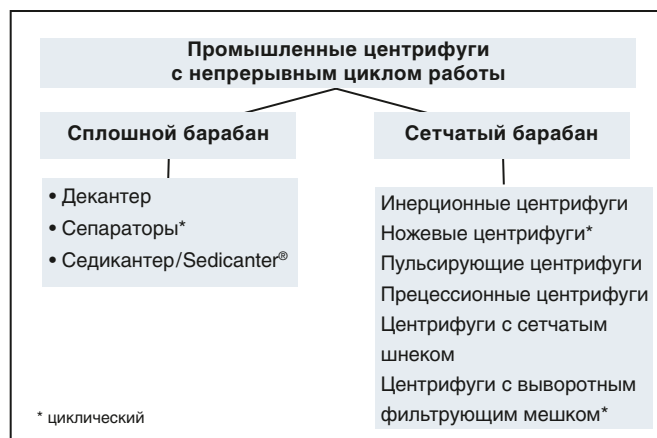 Промышленные центрифуги
с непрерывным циклом работы
Сплошной барабан
• Декантер
• Сепараторы*
• Седикантер/Sedicanter®
* циклический
Сетчатый барабан
Инерционные центрифуги
Ножевые центрифуги*
Пульсирующие центрифуги
Прецессионные центрифуги
Центрифуги с сетчатым
шнеком
Центрифуги с выворотным
фильтрующим мешком*